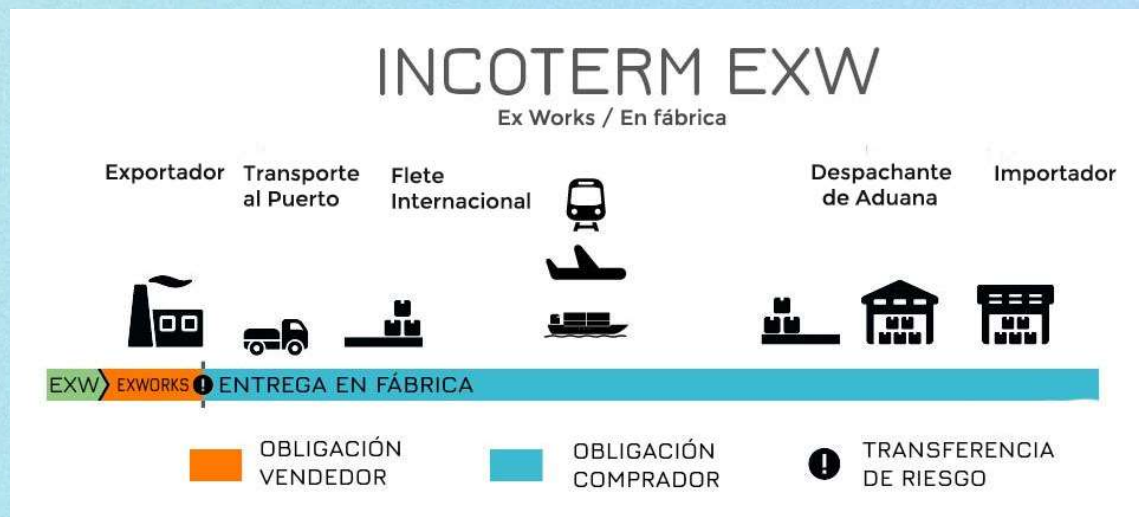 INCOTERM EXW
Ex Works / En fábrica
Exportador
Transporte
al Puerto
Flete
Internacional
Despachante
de Aduana
Importador
EXW
EXWORKS
!
ENTREGA EN FÁBRICA
OBLIGACIÓN
VENDEDOR
OBLIGACIÓN
COMPRADOR
!
TRANSFERENCIA
DE RIESGO